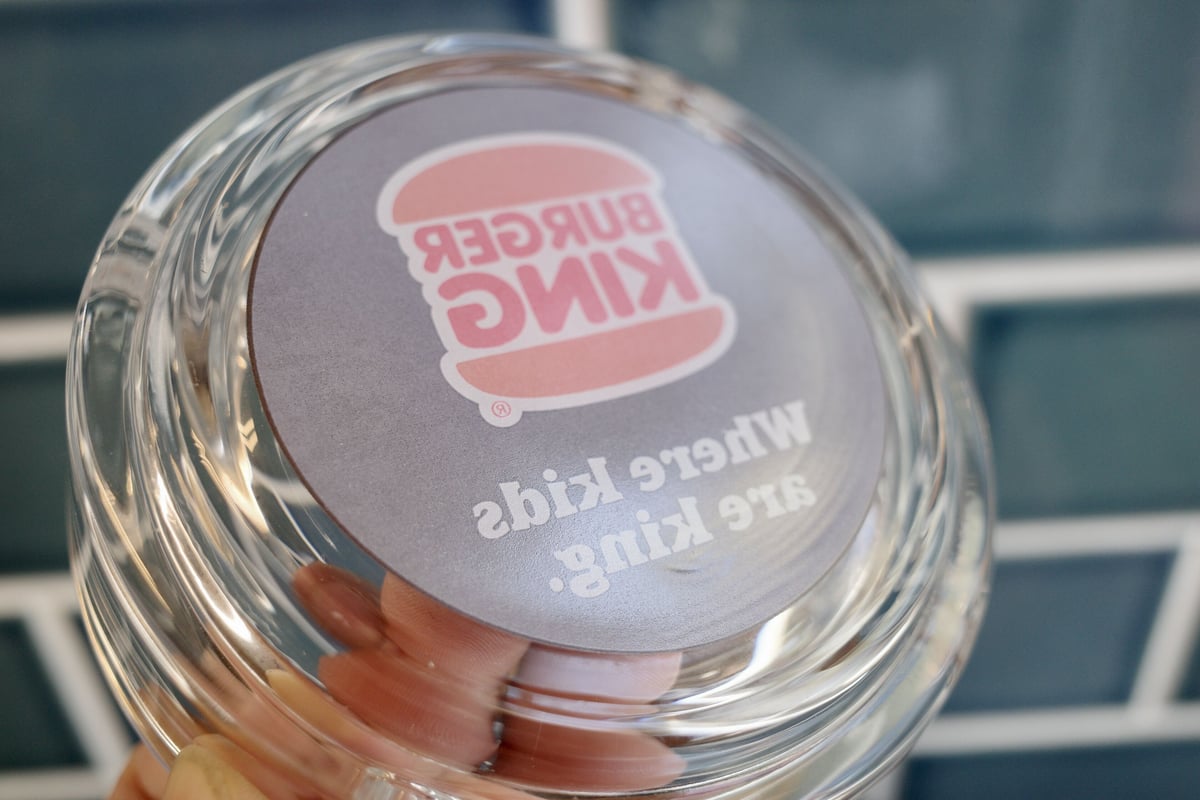 BURGER
KING
®
Where kids
are king.